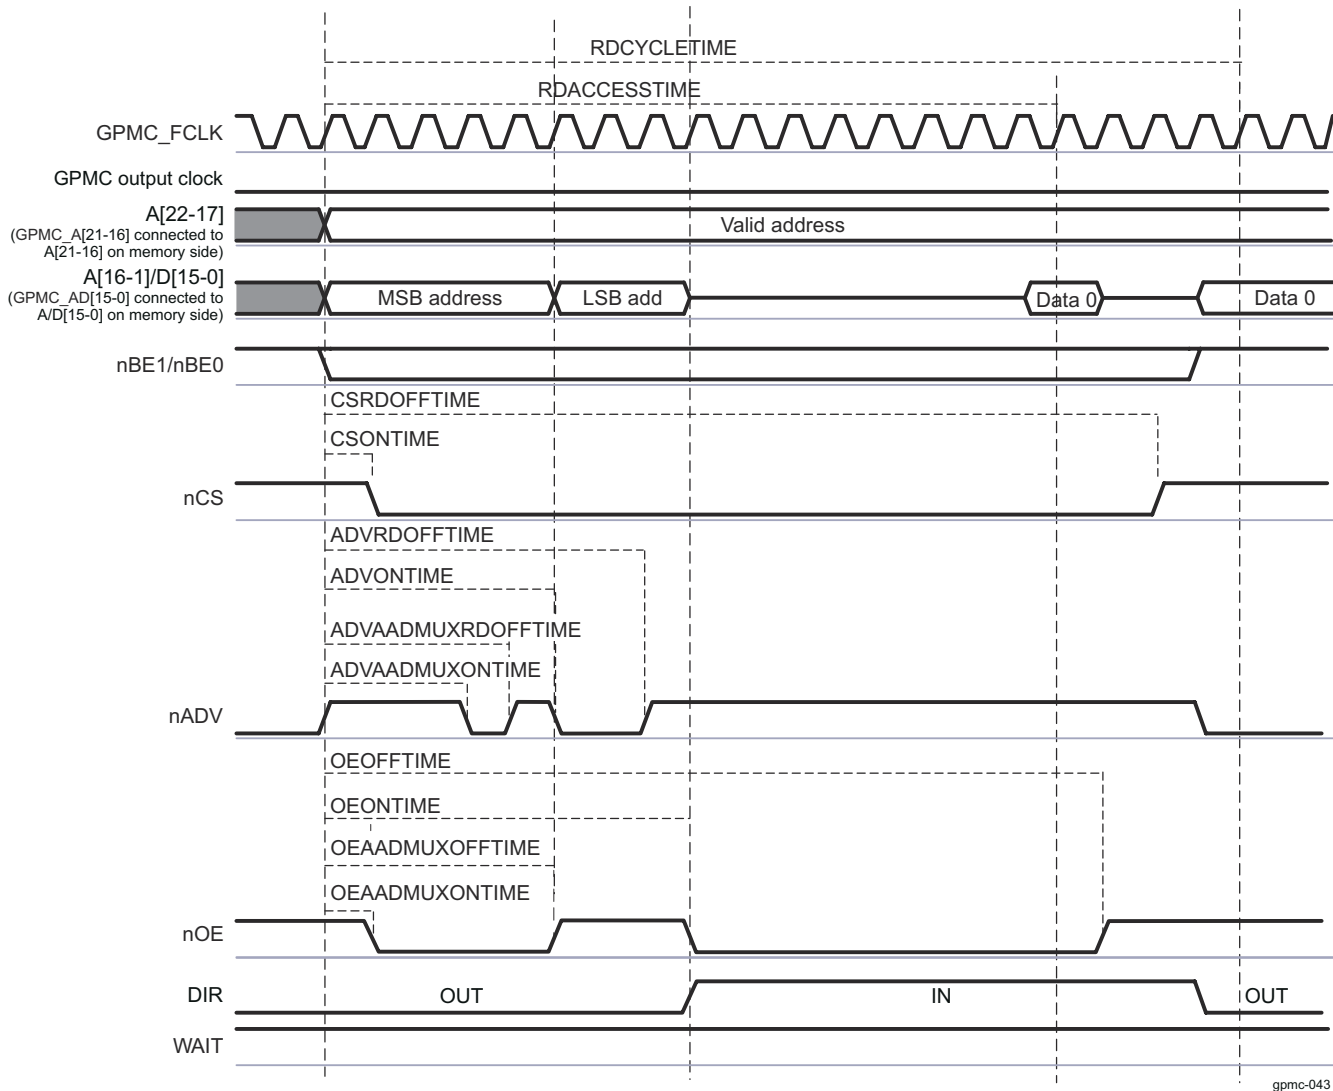 RDCYCLETIME
RDACCESSTIME
GPMC_FCLK
GPMC output clock
A[22-17]
(GPMC_A[21-16] connected to
A[21-16] on memory side)
Valid address
A[16-1]/D[15-0]
(GPMC_AD[15-0] connected to
A/D[15-0] on memory side)
MSB address
LSB add
Data 0
Data 0
nBE1/nBE0
CSRDOFFTIME
CSONTIME
nCS
ADVRDOFFTIME
ADVONTIME
ADVAADMUXRDOFFTIME
ADVAADMUXONTIME
nADV
OEOFFTIME
OEONTIME
OEAADMUXOFFTIME
OEAADMUXONTIME
nOE
DIR
OUT
IN
OUT
WAIT
gpmc-043